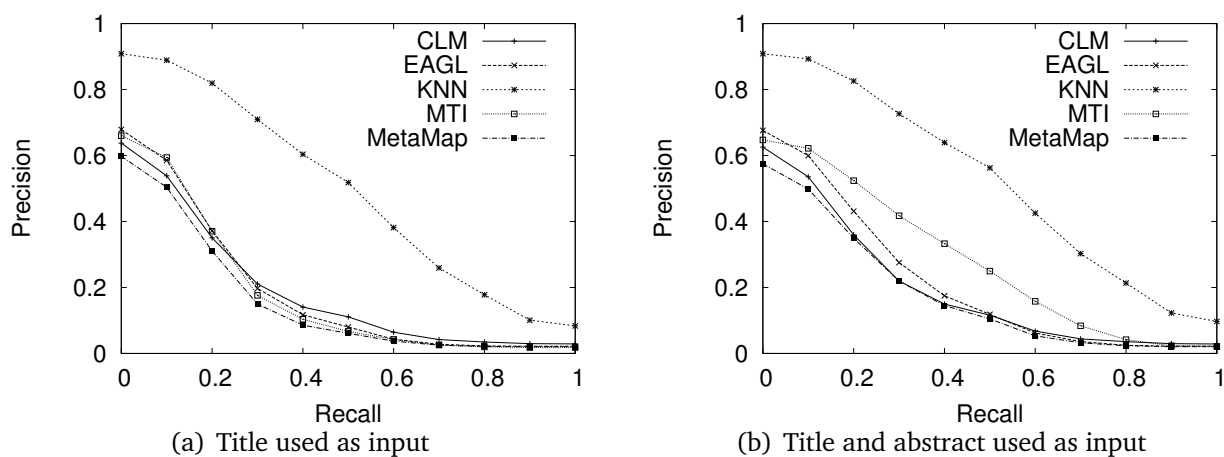 1
0.8
0.6
0.4
0.2
0
Precision
0 0.2 0.4 0.6 0.8 1
Recall
CLM
EAGL
KNN
MTI
MetaMap
(a) Title used as input
1
0.8
0.6
0.4
0.2
0
Precision
0 0.2 0.4 0.6 0.8 1
Recall
CLM
EAGL
KNN
MTI
MetaMap
(b) Title and abstract used as input